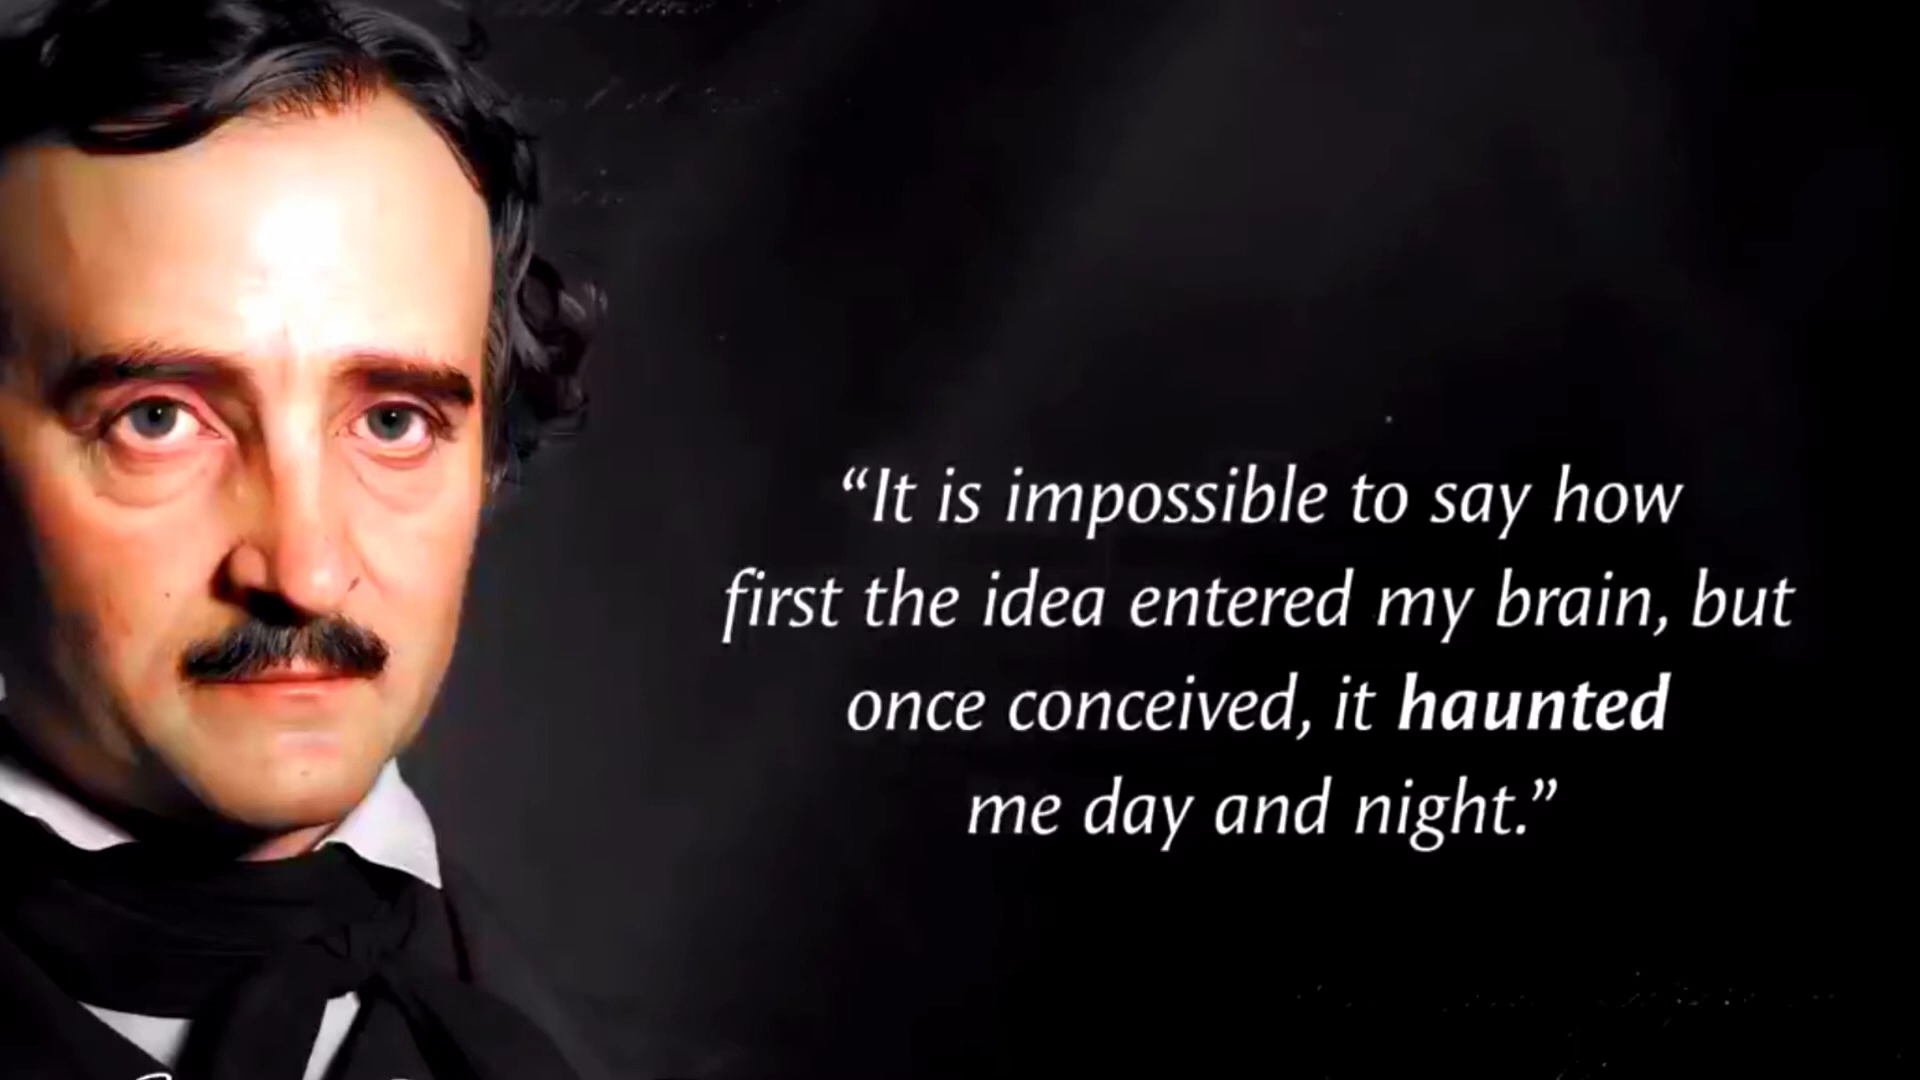 “It is impossible to say how
first the idea entered my brain, but
once conceived, it haunted
me day and night.”